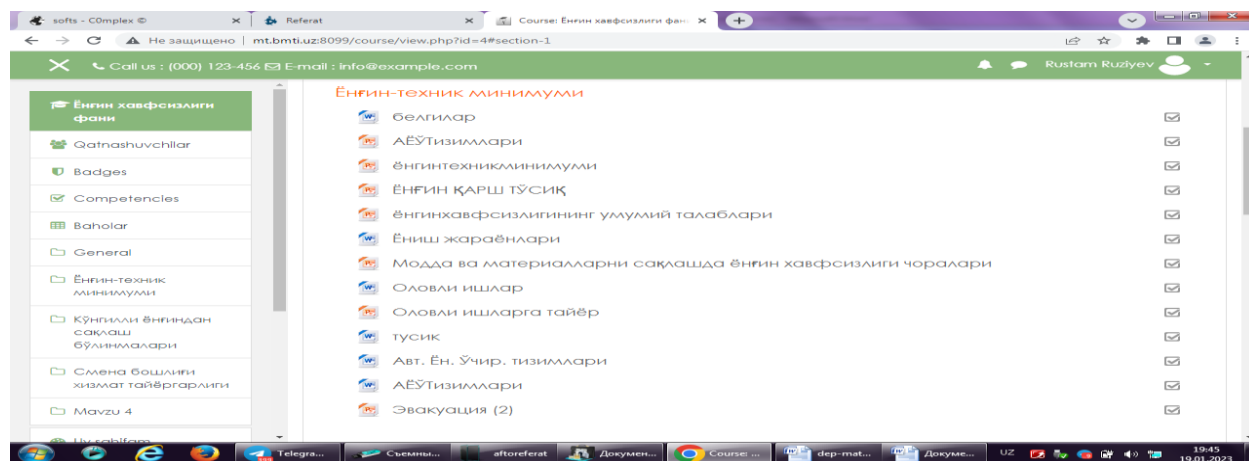 softs - C0mplex ©
Referat
Course: Ёнғин хавфсизлиги фан
Не защищено | mt.bmti.uz:8099/course/view.php?id=4#section-1
Call us : (000) 123-456 E-mail : info@example.com
Rustam Ruziyev
Ёнғин хавфсизлиги
фани
Qatnashuvchilar
Badges
Competencies
Baholar
General
Ёнғин-техник
минимуми
Кўнгилли ёнғиндан
сақлаш
бўлинмалари
Смена бошлиғи
хизмат тайёргарлиги
Mavzu 4
Uy sahifam
Ёнғин-техник минимуми
белгилар
АЁЎТизимлари
ёнгинтехникминимуми
ЁНҒИН ҚАРШ ТЎСИҚ
ёнгинхавфсизлигининг умумий талаблари
Ёниш жараёнлари
Модда ва материалларни сақлашда ёнғин хавфсизлиги чоралари
Оловли ишлар
Оловли ишларга тайёр
тусик
Авт. Ён. Ўчир. тизимлари
АЁЎТизимлари
Эвакуация (2)
Telegra...
Съемны...
aftoreferat
Докумен...
Course: ...
dep-mat...
Докуме...
UZ
19:45
19.01.2023